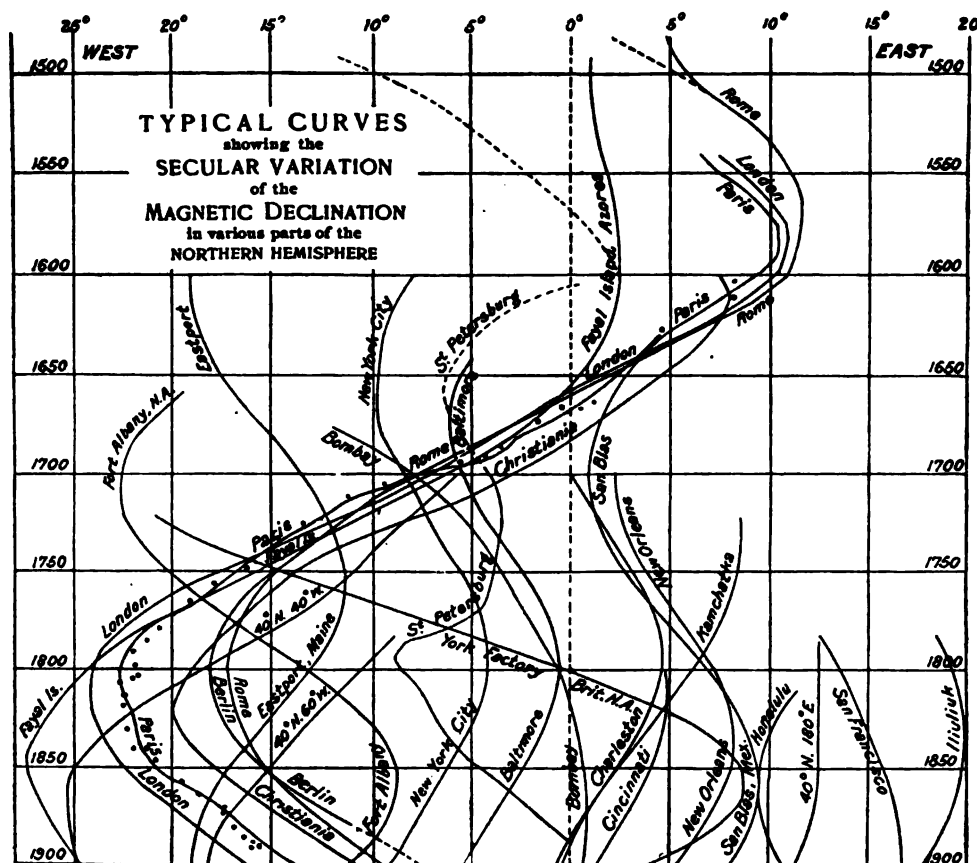 25° 20° 15° 10° 5° 0° 5° 10° 15° 20
WEST EAST
1500 1500
TYPICAL CURVES
showing the
SECULAR VARIATION
of the
MAGNETIC DECLINATION
in various parts of the
NORTHERN HEMISPHERE
Rome
1550 1550
London
Paris
Fayal Island Azores
1600 1600
Eastport
New York City
St Petersburg
Paris
Rome
London
1650 1650
Fort Albany, N.A.
Bombay
Rome
Baltimore
Christiania
San Blas
1700 1700
New Orleans
Paris
Fayal Is.
1750 1750
Kamchatka
London
40°N. 40°W.
St Petersburg
York Factory
Brit. N.A.
1800 1800
Fayal Is.
Rome
Berlin
Eastport, Maine
40°N. 60°W.
New York City
Baltimore
Bombay
Charleston
Cincinnati
New Orleans
San Blas, Mex. Honolulu
40°N. 180°E
San Francisco
Iliuliuk
1850 1850
Paris
London
Berlin
Christiania
Fort Albany
1900 1900